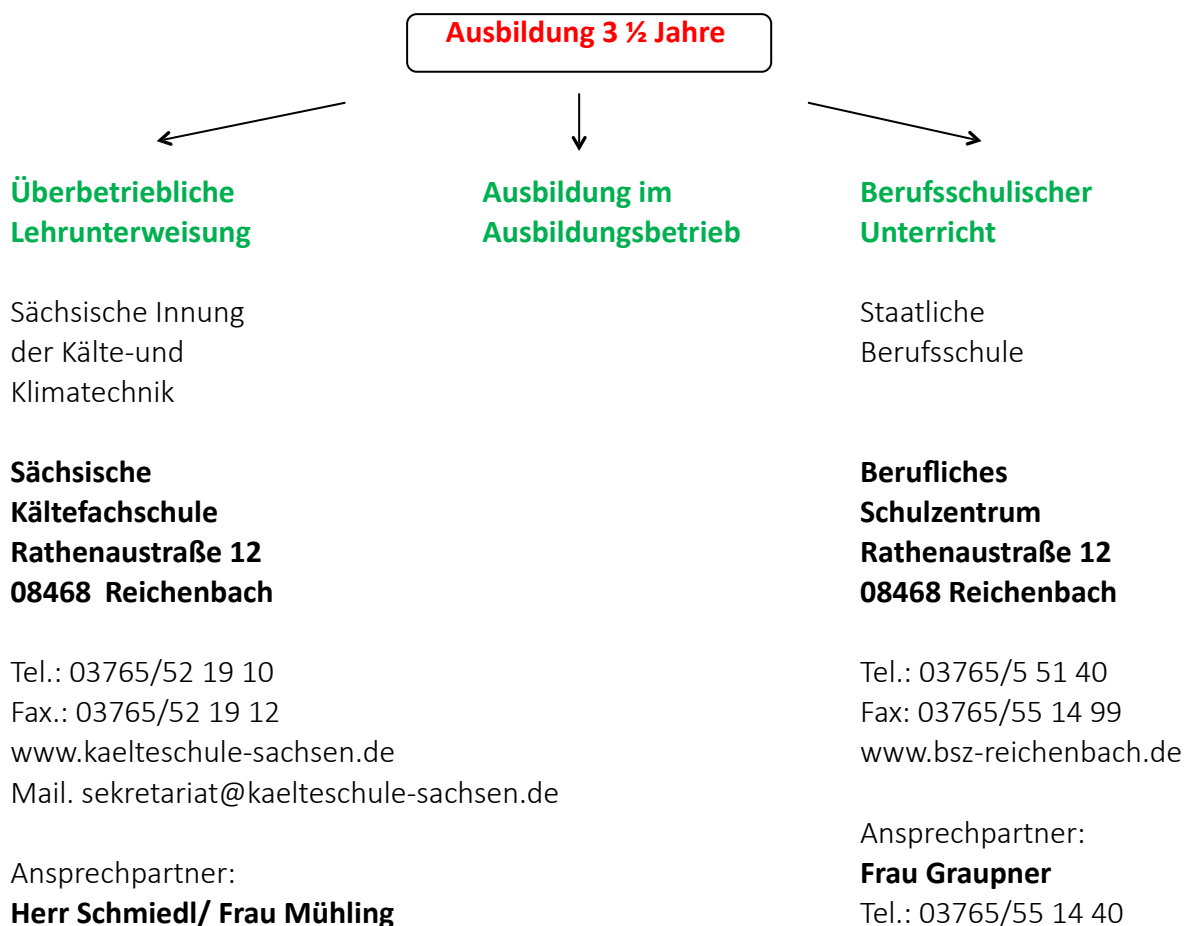 Ausbildung 3 ½ Jahre
Überbetriebliche
Lehrunterweisung
Sächsische Innung
der Kälte-und
Klimatechnik
Sächsische
Kältefachschule
Rathenaustraße 12
08468  Reichenbach
Tel.: 03765/52 19 10
Fax.: 03765/52 19 12
www.kaelteschule-sachsen.de
Mail. sekretariat@kaelteschule-sachsen.de
Ansprechpartner:
Herr Schmiedl/ Frau Mühling
Ausbildung im
Ausbildungsbetrieb
Berufsschulischer
Unterricht
Staatliche
Berufsschule
Berufliches
Schulzentrum
Rathenaustraße 12
08468 Reichenbach
Tel.: 03765/5 51 40
Fax: 03765/55 14 99
www.bsz-reichenbach.de
Ansprechpartner:
Frau Graupner
Tel.: 03765/55 14 40